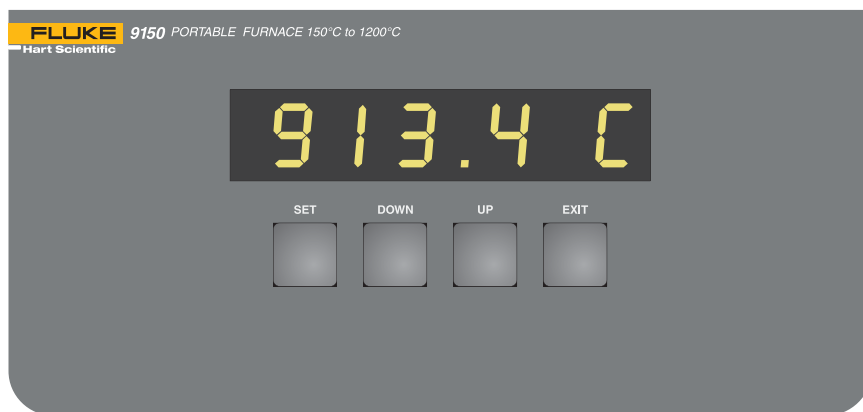 FLUKE
Hart Scientific
9150 PORTABLE FURNACE 150°C to 1200°C
913.4 C
SET DOWN UP EXIT